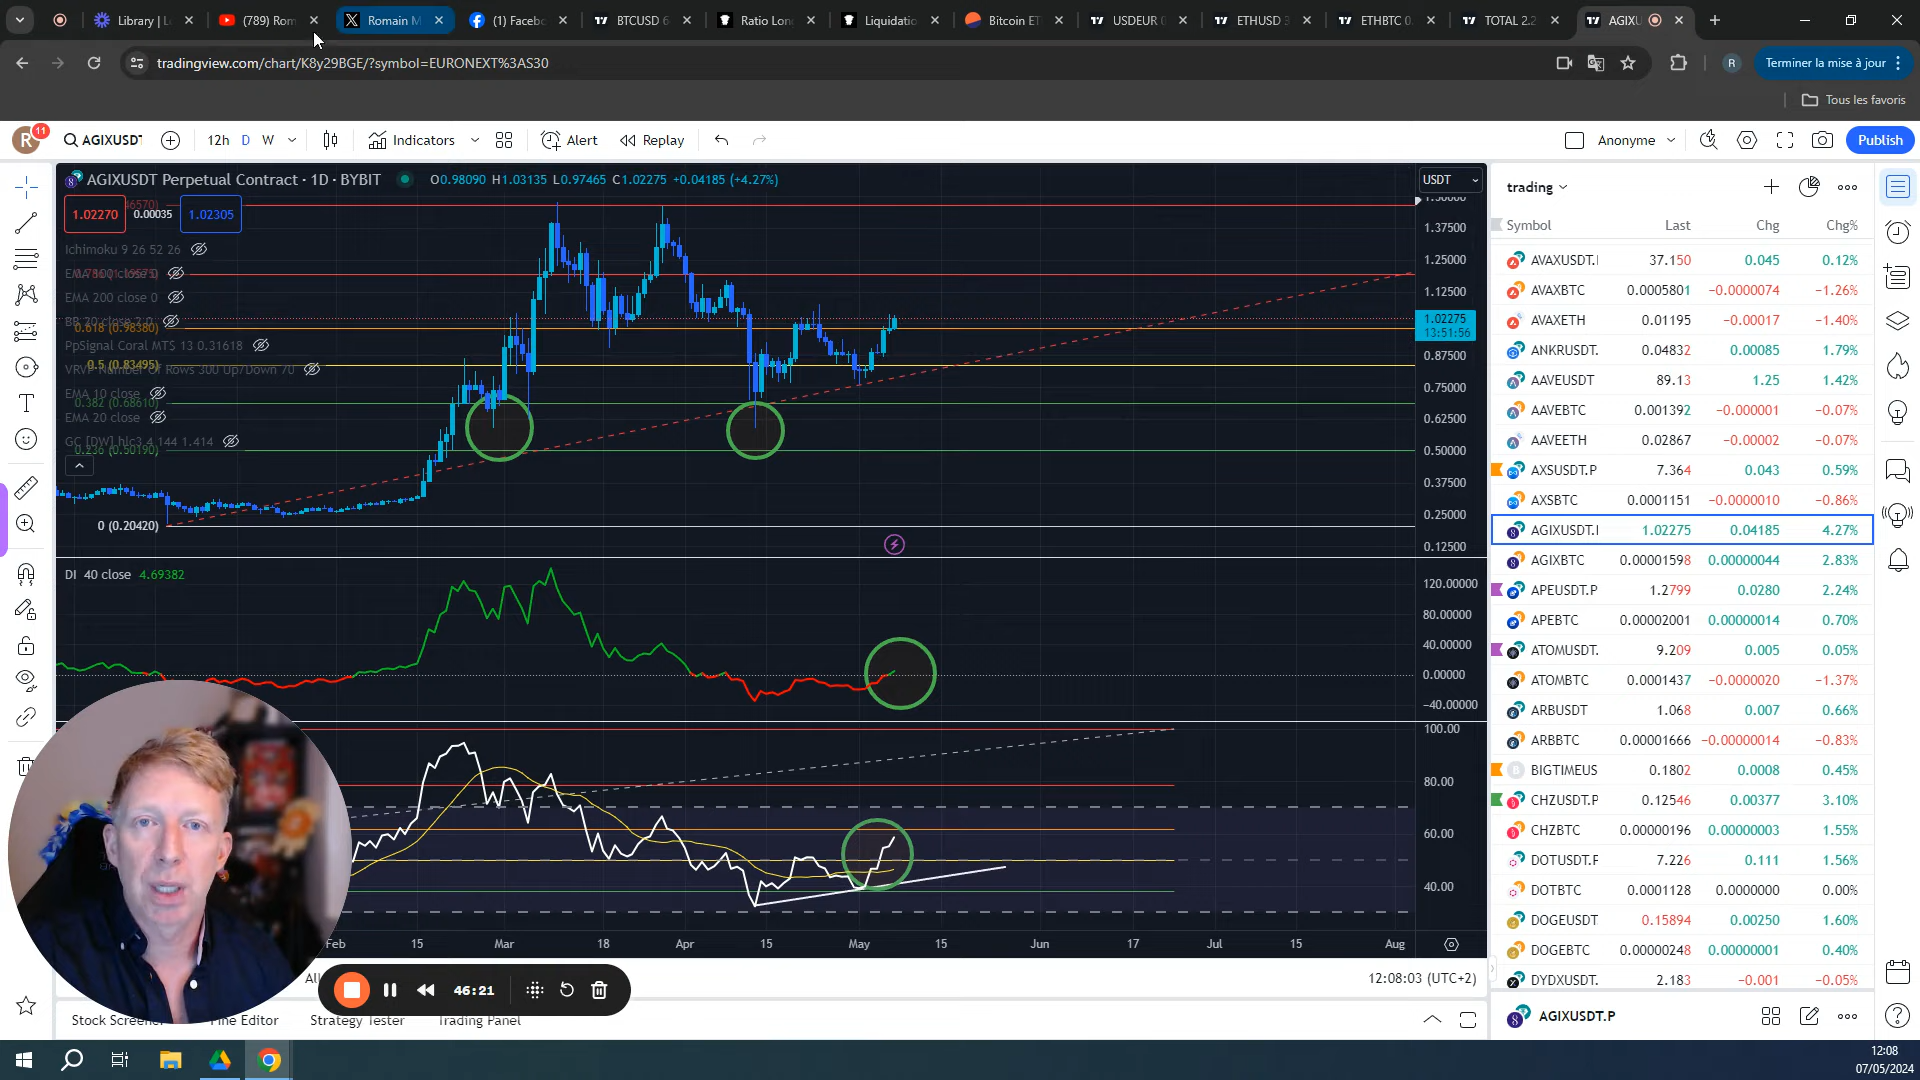 Library | L
(789) Rom
Romain M
(1) Facebo
BTCUSD 6
Ratio Lon
Liquidatio
Bitcoin ET
USDEUR 0
ETHUSD 3
ETHBTC 0.
TOTAL 2.2
AGIXU
tradingview.com/chart/K8y29BGE/?symbol=EURONEXT%3AS30
R
Terminer la mise à jour
Tous les favoris
R 11
AGIXUSDT
12h D W
Indicators
Alert
Replay
Anonyme
Publish
AGIXUSDT Perpetual Contract · 1D · BYBIT
O0.98090 H1.03135 L0.97465 C1.02275 +0.04185 (+4.27%)
USDT
1.02270 0.00035 1.02305
Ichimoku 9 26 52 26
EMA 200 close 0
0.618 (0.98380)
PpSignal Coral MTS 13 0.31618
VRVP Number Of Rows 300 Up/Down 70
0.5 (0.83495)
EMA 10 close
0.382 (0.68610)
EMA 20 close
GC [DW] hlc3 4 144 1.414
0.236 (0.50190)
0 (0.20420)
1.50000
1.37500
1.25000
1.12500
1.02275
13:51:56
0.87500
0.75000
0.62500
0.50000
0.37500
0.25000
0.12500
DI 40 close 4.69382
120.00000
80.00000
40.00000
0.00000
−40.00000
100.00
80.00
60.00
40.00
Feb 15 Mar 18 Apr 15 May 15 Jun 17 Jul 15 Aug
46:21
12:08:03 (UTC+2)
Stock Screener
Pine Editor
Strategy Tester
Trading Panel
trading
Symbol Last Chg Chg%
AVAXUSDT. 37.150 0.045 0.12%
AVAXBTC 0.0005801 −0.0000074 −1.26%
AVAXETH 0.01195 −0.00017 −1.40%
ANKRUSDT. 0.04832 0.00085 1.79%
AAVEUSDT 89.13 1.25 1.42%
AAVEBTC 0.001392 −0.000001 −0.07%
AAVEETH 0.02867 −0.00002 −0.07%
AXSUSDT.P 7.364 0.043 0.59%
AXSBTC 0.0001151 −0.0000010 −0.86%
AGIXUSDT.I 1.02275 0.04185 4.27%
AGIXBTC 0.00001598 0.00000044 2.83%
APEUSDT.P 1.2799 0.0280 2.24%
APEBTC 0.00002001 0.00000014 0.70%
ATOMUSDT. 9.209 0.005 0.05%
ATOMBTC 0.0001437 −0.0000020 −1.37%
ARBUSDT 1.068 0.007 0.66%
ARBBTC 0.00001666 −0.00000014 −0.83%
BIGTIMEUS 0.1802 0.0008 0.45%
CHZUSDT.P 0.12546 0.00377 3.10%
CHZBTC 0.00000196 0.00000003 1.55%
DOTUSDT.P 7.226 0.111 1.56%
DOTBTC 0.0001128 0.0000000 0.00%
DOGEUSDT 0.15894 0.00250 1.60%
DOGEBTC 0.00000248 0.00000001 0.40%
DYDXUSDT. 2.183 −0.001 −0.05%
AGIXUSDT.P
12:08
07/05/2024